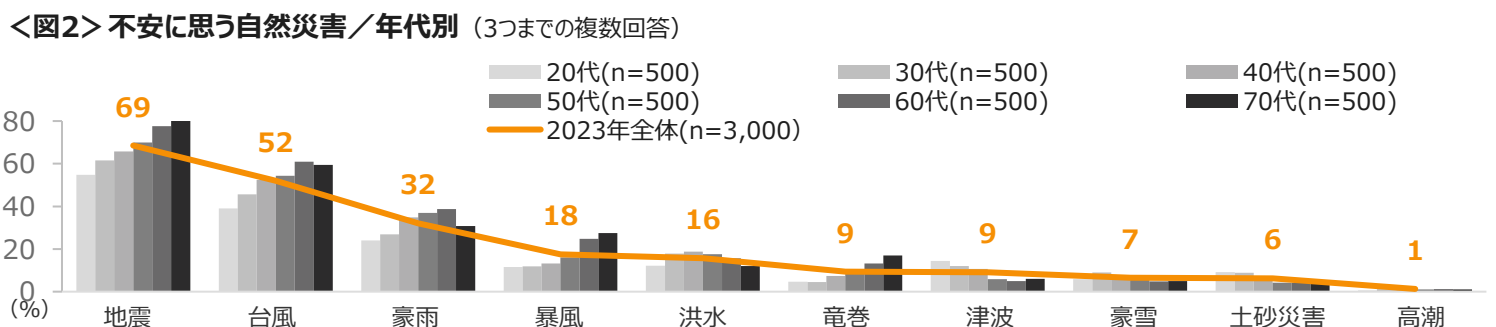 ＜図2＞不安に思う自然災害／年代別（3つまでの複数回答）
20代(n=500) 30代(n=500) 40代(n=500)
50代(n=500) 60代(n=500) 70代(n=500)
2023年全体(n=3,000）
69 52 32 18 16 9 9 7 6 1
80
60
40
20
0
(%)
地震 台風 豪雨 暴風 洪水 竜巻 津波 豪雪 土砂災害 高潮